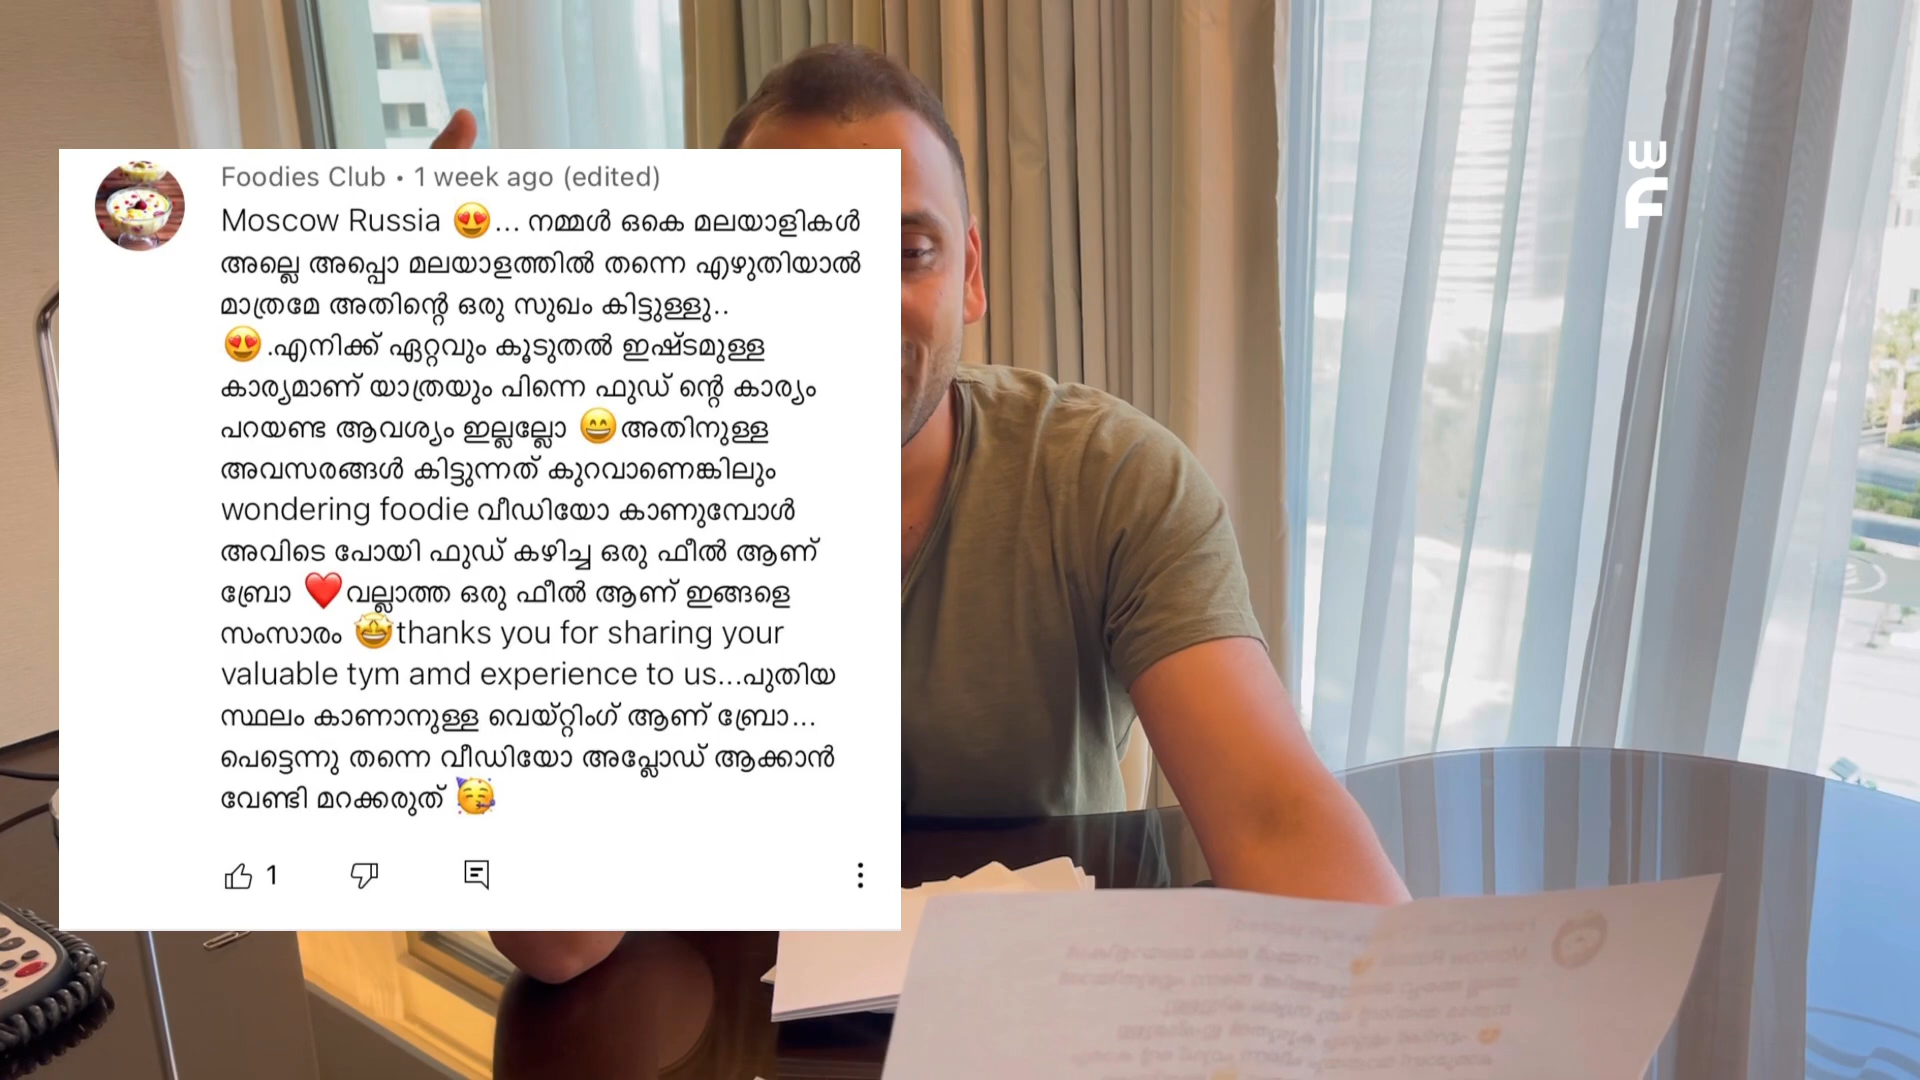 Foodies Club • 1 week ago (edited)
Moscow Russia 😍... നമ്മൾ ഒകെ മലയാളികൾ
അല്ലെ അപ്പൊ മലയാളത്തിൽ തന്നെ എഴുതിയാൽ
മാത്രമേ അതിന്റെ ഒരു സുഖം കിട്ടുള്ളു..
😍.എനിക്ക് ഏറ്റവും കൂടുതൽ ഇഷ്ടമുള്ള
കാര്യമാണ് യാത്രയും പിന്നെ ഫുഡ് ന്റെ കാര്യം
പറയണ്ട ആവശ്യം ഇല്ലല്ലോ 😄അതിനുള്ള
അവസരങ്ങൾ കിട്ടുന്നത് കുറവാണെങ്കിലും
wondering foodie വീഡിയോ കാണുമ്പോൾ
അവിടെ പോയി ഫുഡ് കഴിച്ച ഒരു ഫീൽ ആണ്
ബ്രോ ❤️വല്ലാത്ത ഒരു ഫീൽ ആണ് ഇങ്ങളെ
സംസാരം 🤩thanks you for sharing your
valuable tym amd experience to us...പുതിയ
സ്ഥലം കാണാനുള്ള വെയ്റ്റിംഗ് ആണ് ബ്രോ...
പെട്ടെന്നു തന്നെ വീഡിയോ അപ്ലോഡ് ആക്കാൻ
വേണ്ടി മറക്കരുത് 🥳
1